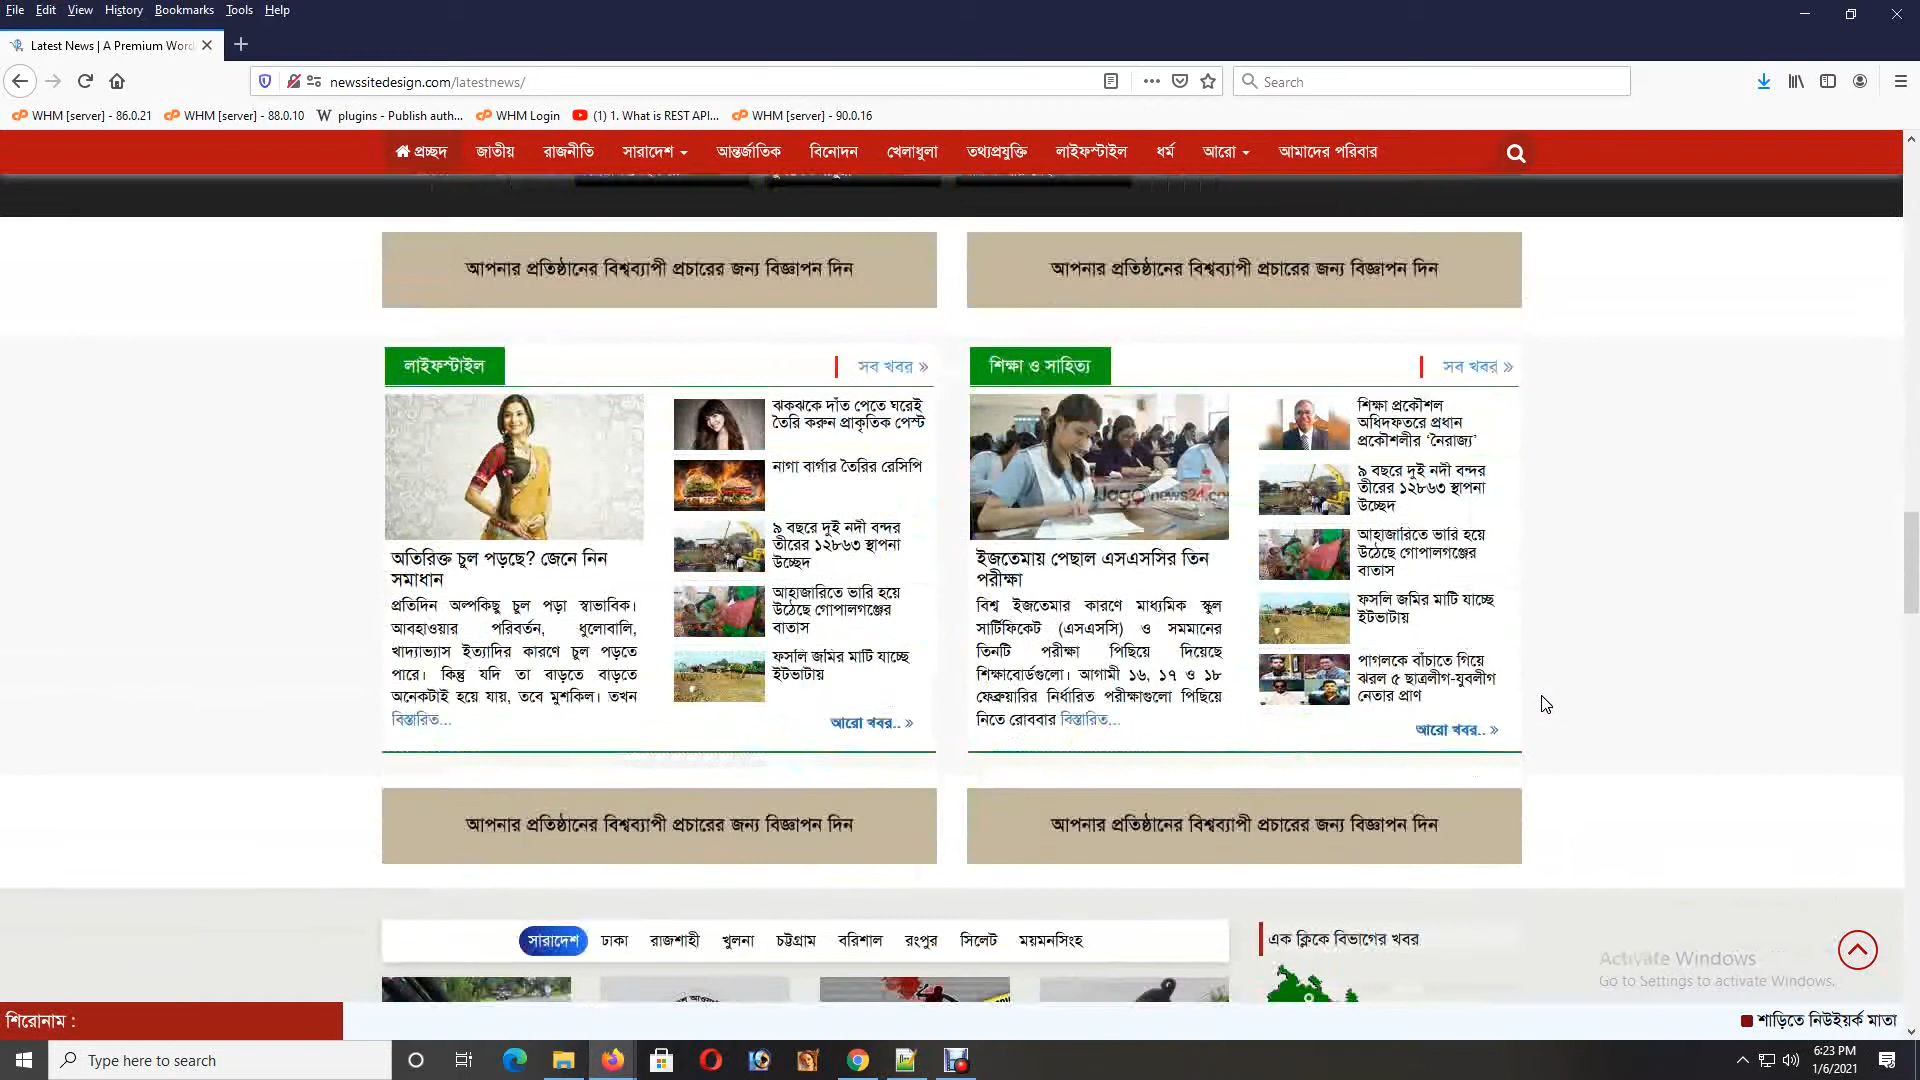 File Edit View History Bookmarks Tools Help
Latest News | A Premium Word
newssitedesign.com/latestnews/
Search
WHM [server] - 86.0.21
WHM [server] - 88.0.10
plugins - Publish auth...
WHM Login
(1) 1. What is REST API...
WHM [server] - 90.0.16
প্রচ্ছদ জাতীয় রাজনীতি সারাদেশ আন্তর্জাতিক বিনোদন খেলাধুলা তথ্যপ্রযুক্তি লাইফস্টাইল ধর্ম আরো আমাদের পরিবার
আপনার প্রতিষ্ঠানের বিশ্বব্যাপী প্রচারের জন্য বিজ্ঞাপন দিন
আপনার প্রতিষ্ঠানের বিশ্বব্যাপী প্রচারের জন্য বিজ্ঞাপন দিন
লাইফস্টাইল
সব খবর »
অতিরিক্ত চুল পড়ছে? জেনে নিন
সমাধান
প্রতিদিন অল্পকিছু চুল পড়া স্বাভাবিক।
আবহাওয়ার পরিবর্তন, ধুলোবালি,
খাদ্যাভ্যাস ইত্যাদির কারণে চুল পড়তে
পারে। কিন্তু যদি তা বাড়তে বাড়তে
অনেকটাই হয়ে যায়, তবে মুশকিল। তখন
বিস্তারিত...
ঝকঝকে দাঁত পেতে ঘরেই
তৈরি করুন প্রাকৃতিক পেস্ট
নাগা বার্গার তৈরির রেসিপি
৯ বছরে দুই নদী বন্দর
তীরের ১২৮৬৩ স্থাপনা
উচ্ছেদ
আহাজারিতে ভারি হয়ে
উঠেছে গোপালগঞ্জের
বাতাস
ফসলি জমির মাটি যাচ্ছে
ইটভাটায়
আরো খবর.. »
শিক্ষা ও সাহিত্য
সব খবর »
Jagonews24.co
ইজতেমায় পেছাল এসএসসির তিন
পরীক্ষা
বিশ্ব ইজতেমার কারণে মাধ্যমিক স্কুল
সার্টিফিকেট (এসএসসি) ও সমমানের
তিনটি পরীক্ষা পিছিয়ে দিয়েছে
শিক্ষাবোর্ডগুলো। আগামী ১৬, ১৭ ও ১৮
ফেব্রুয়ারির নির্ধারিত পরীক্ষাগুলো পিছিয়ে
নিতে রোববার বিস্তারিত...
শিক্ষা প্রকৌশল
অধিদফতরে প্রধান
প্রকৌশলীর ‘নৈরাজ্য’
৯ বছরে দুই নদী বন্দর
তীরের ১২৮৬৩ স্থাপনা
উচ্ছেদ
আহাজারিতে ভারি হয়ে
উঠেছে গোপালগঞ্জের
বাতাস
ফসলি জমির মাটি যাচ্ছে
ইটভাটায়
পাগলকে বাঁচাতে গিয়ে
ঝরল ৫ ছাত্রলীগ-যুবলীগ
নেতার প্রাণ
আরো খবর.. »
আপনার প্রতিষ্ঠানের বিশ্বব্যাপী প্রচারের জন্য বিজ্ঞাপন দিন
আপনার প্রতিষ্ঠানের বিশ্বব্যাপী প্রচারের জন্য বিজ্ঞাপন দিন
সারাদেশ ঢাকা রাজশাহী খুলনা চট্টগ্রাম বরিশাল রংপুর সিলেট ময়মনসিংহ
এক ক্লিকে বিভাগের খবর
Activate Windows
Go to Settings to activate Windows.
শিরোনাম :
শাড়িতে নিউইয়র্ক মাতা
Type here to search
6:23 PM
1/6/2021